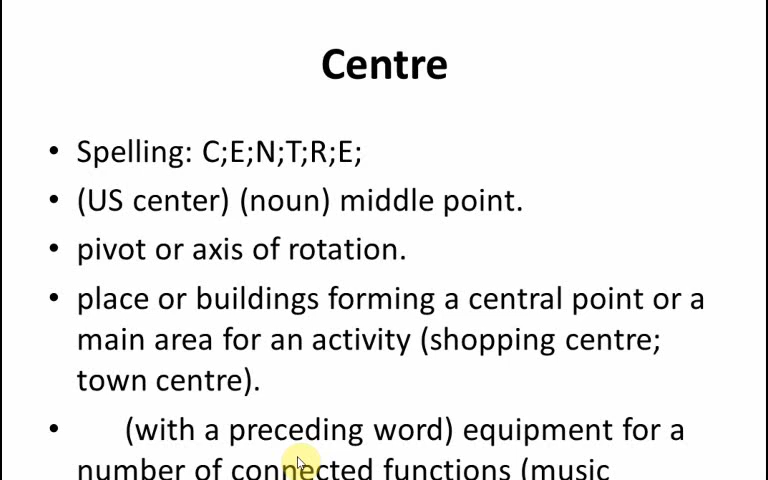 Centre
• Spelling: C;E;N;T;R;E;
• (US center) (noun) middle point.
• pivot or axis of rotation.
• place or buildings forming a central point or a
main area for an activity (shopping centre;
town centre).
• (with a preceding word) equipment for a
number of connected functions (music